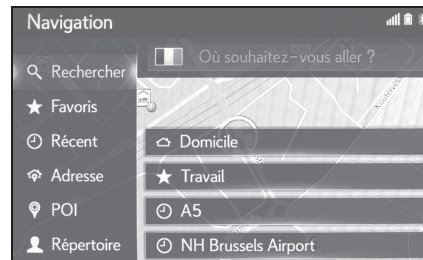 Navigation
Où souhaitez-vous aller ?
Rechercher
Favoris
Récent
Adresse
POI
Répertoire
Domicile
Travail
A5
NH Brussels Airport